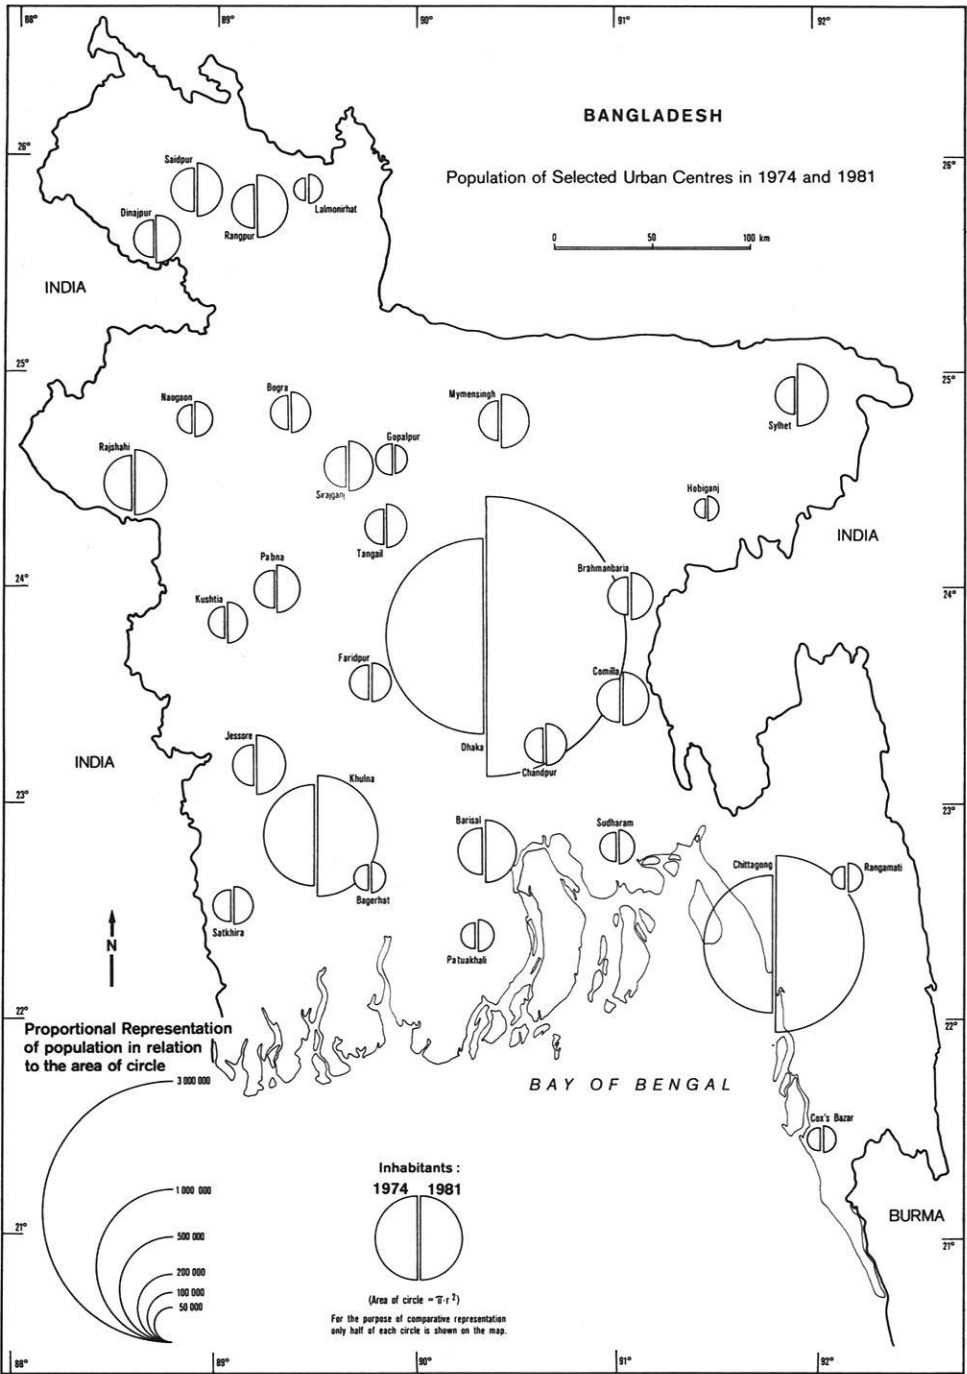 88° 89° 90° 91° 92°
BANGLADESH
26° 26°
Population of Selected Urban Centres in 1974 and 1981
Saidpur
Lalmonirhat
Dinajpur
Rangpur
0 50 100 km
INDIA
25° 25°
Naogaon
Bogra
Mymensingh
Sylhet
Rajshahi
Gopalpur
Sirajganj
Hobiganj
INDIA
Tangail
Pabna
Brahmanbaria
24° 24°
Kushtia
Faridpur
Comilla
Jessore
Dhaka
INDIA
Chandpur
Khulna
23° 23°
Barisal
Sudharam
Chittagong
Rangamati
Bagerhat
Satkhira
Patuakhali
N
22° 22°
Proportional Representation
of population in relation
to the area of circle
3 000 000
BAY OF BENGAL
Cox's Bazar
Inhabitants :
1974 1981
1 000 000
500 000
200 000
100 000
50 000
BURMA
21° 21°
(Area of circle = π·r²)
For the purpose of comparative representation
only half of each circle is shown on the map.
88° 89° 90° 91° 92°